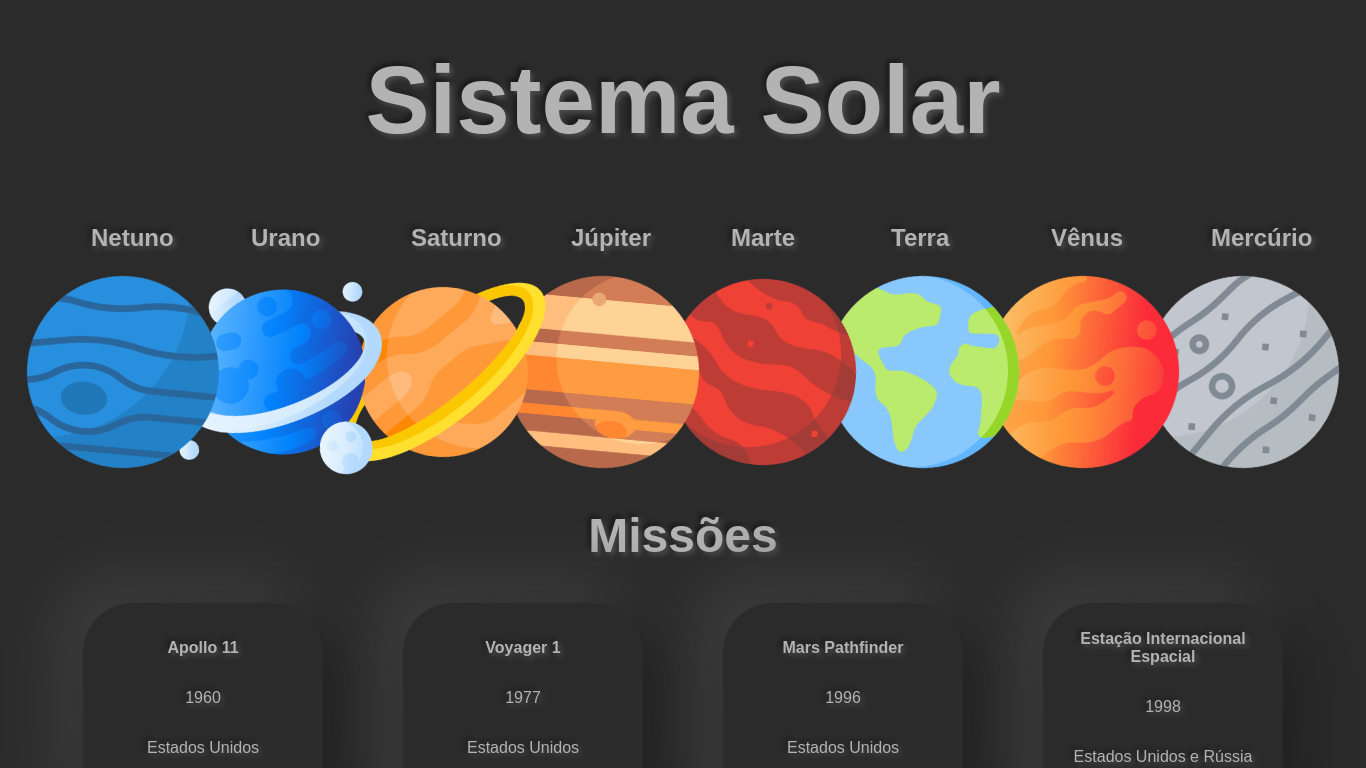 Sistema Solar
Netuno Urano Saturno Júpiter Marte Terra Vênus Mercúrio
Missões
Apollo 11
1960
Estados Unidos
Voyager 1
1977
Estados Unidos
Mars Pathfinder
1996
Estados Unidos
Estação Internacional
Espacial
1998
Estados Unidos e Rússia